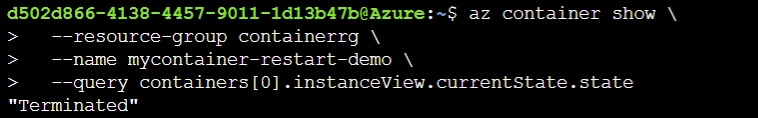 d502d866-4138-4457-9011-1d13b47b@Azure:~$ az container show \
>   --resource-group containerrg \
>   --name mycontainer-restart-demo \
>   --query containers[0].instanceView.currentState.state
"Terminated"